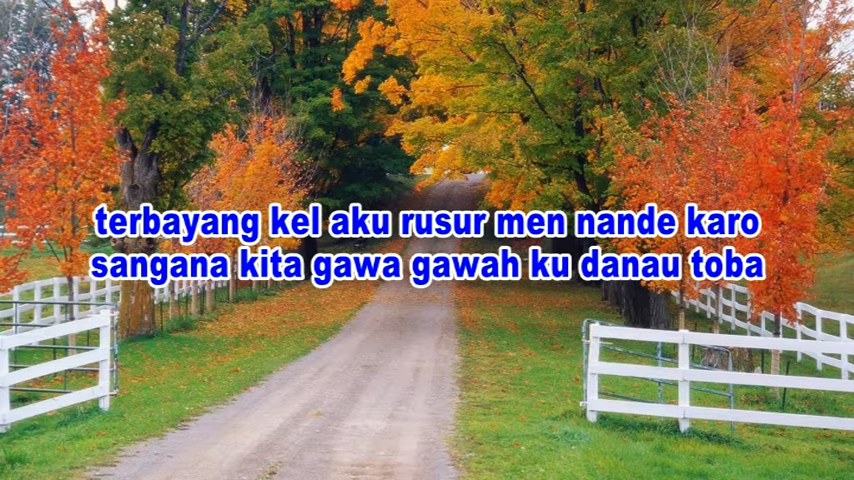 terbayang kel aku rusur men nande karo
sangana kita gawa gawah ku danau toba